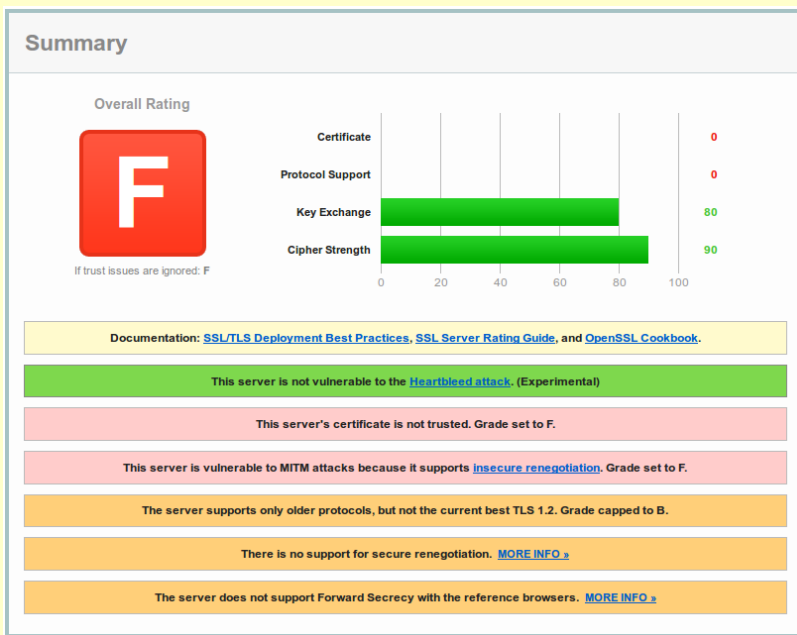 Summary
Overall Rating
F
If trust issues are ignored: F
Certificate 0
Protocol Support 0
Key Exchange 80
Cipher Strength 90
0 20 40 60 80 100
Documentation: SSL/TLS Deployment Best Practices, SSL Server Rating Guide, and OpenSSL Cookbook.
This server is not vulnerable to the Heartbleed attack. (Experimental)
This server's certificate is not trusted. Grade set to F.
This server is vulnerable to MITM attacks because it supports insecure renegotiation. Grade set to F.
The server supports only older protocols, but not the current best TLS 1.2. Grade capped to B.
There is no support for secure renegotiation. MORE INFO »
The server does not support Forward Secrecy with the reference browsers. MORE INFO »